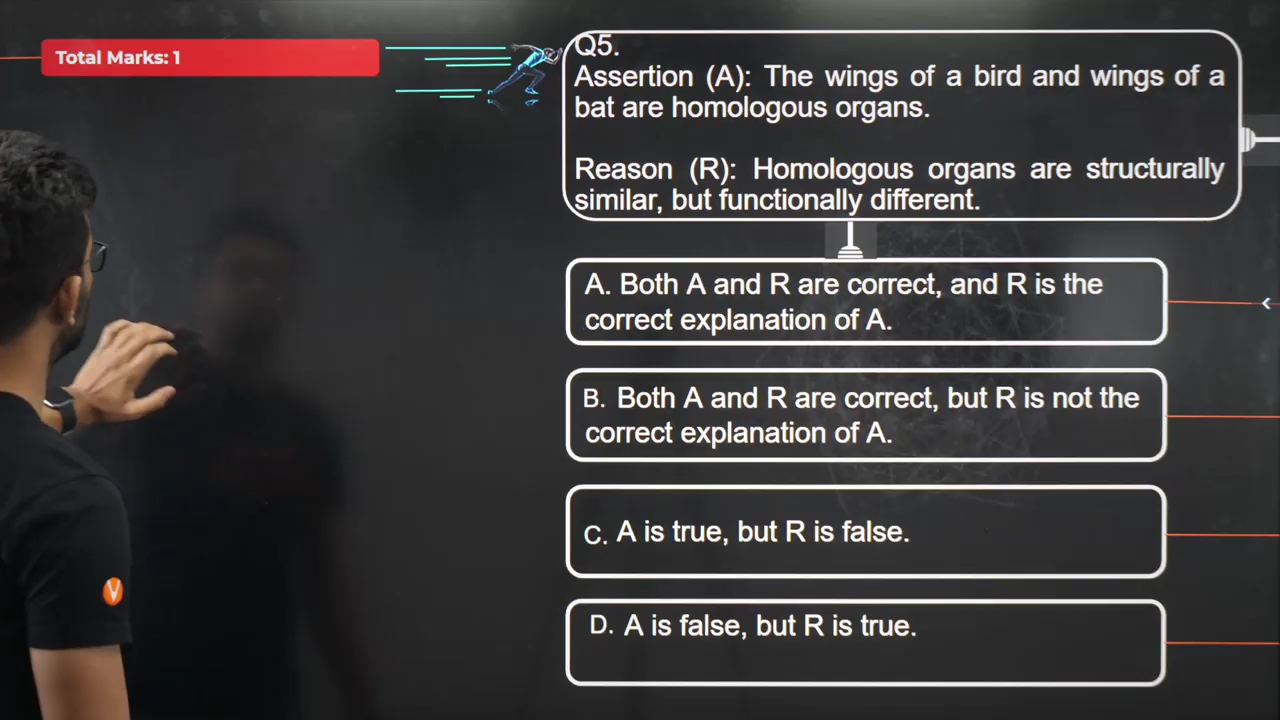 Total Marks: 1
Q5.
Assertion (A): The wings of a bird and wings of a
bat are homologous organs.
Reason (R): Homologous organs are structurally
similar, but functionally different.
A. Both A and R are correct, and R is the
correct explanation of A.
B. Both A and R are correct, but R is not the
correct explanation of A.
C. A is true, but R is false.
D. A is false, but R is true.